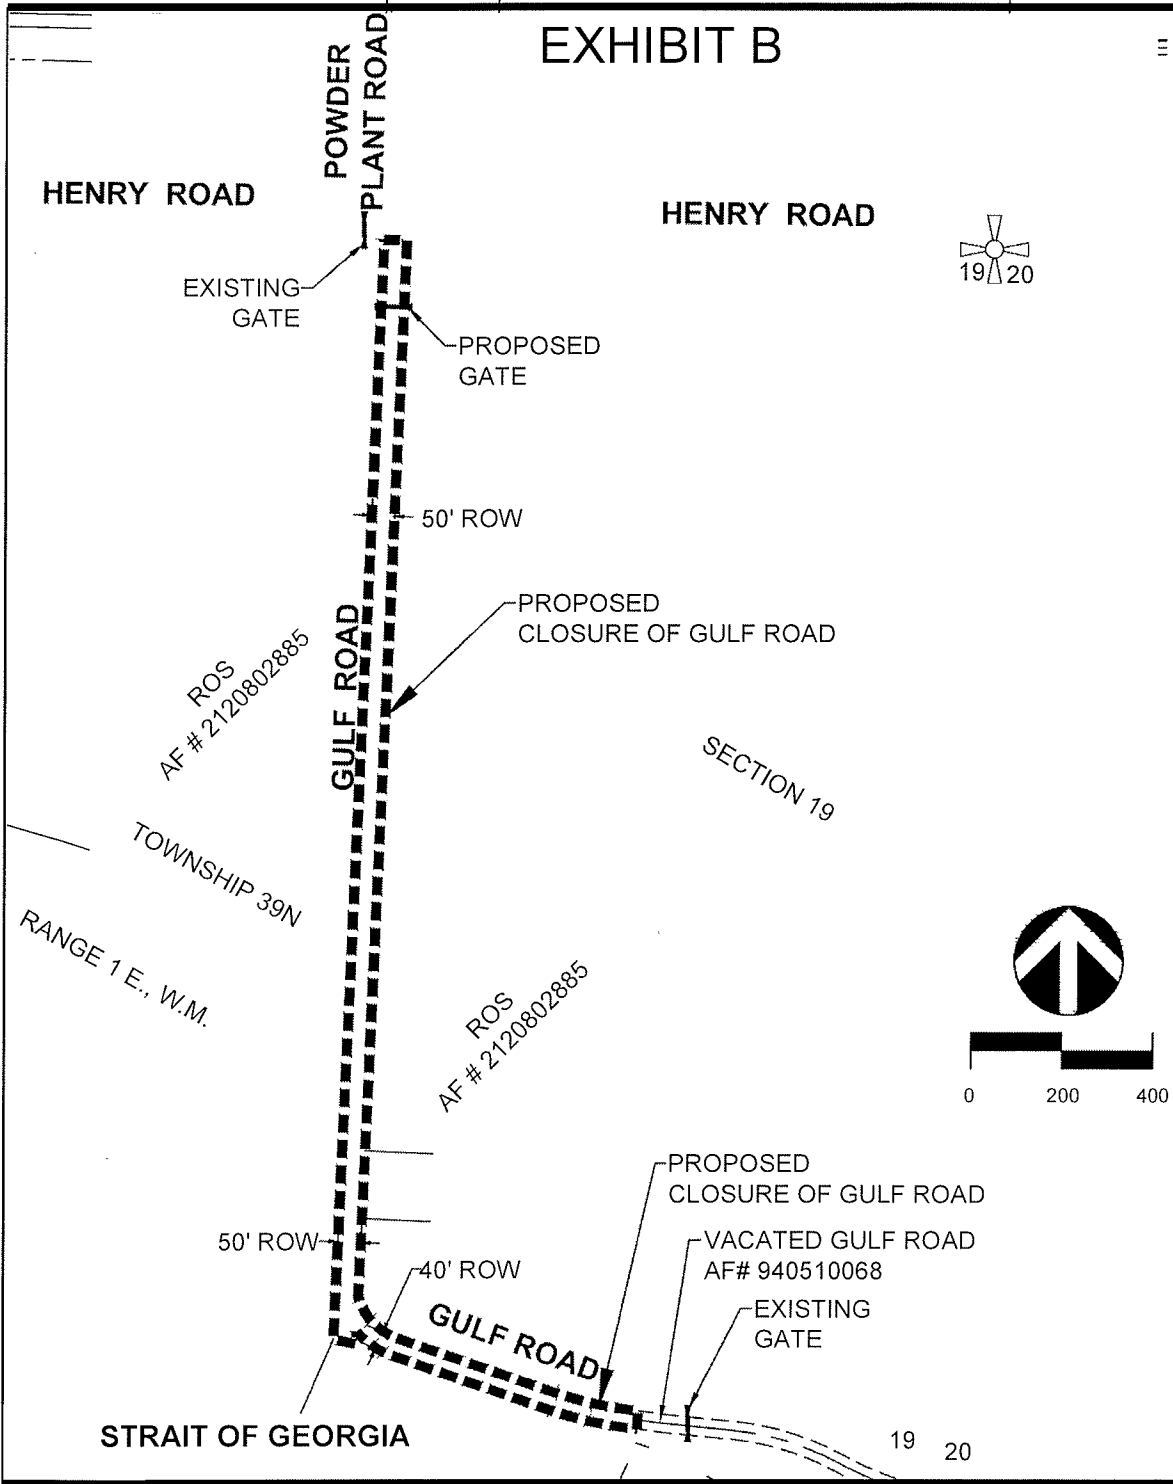 EXHIBIT B
POWDER
PLANT ROAD
HENRY ROAD
HENRY ROAD
19 20
EXISTING
GATE
PROPOSED
GATE
50' ROW
PROPOSED
CLOSURE OF GULF ROAD
GULF ROAD
ROS
AF # 2120802885
SECTION 19
TOWNSHIP 39N
RANGE 1 E., W.M.
ROS
AF # 2120802885
0 200 400
PROPOSED
CLOSURE OF GULF ROAD
50' ROW
VACATED GULF ROAD
AF# 940510068
40' ROW
EXISTING
GATE
GULF ROAD
STRAIT OF GEORGIA
19 20